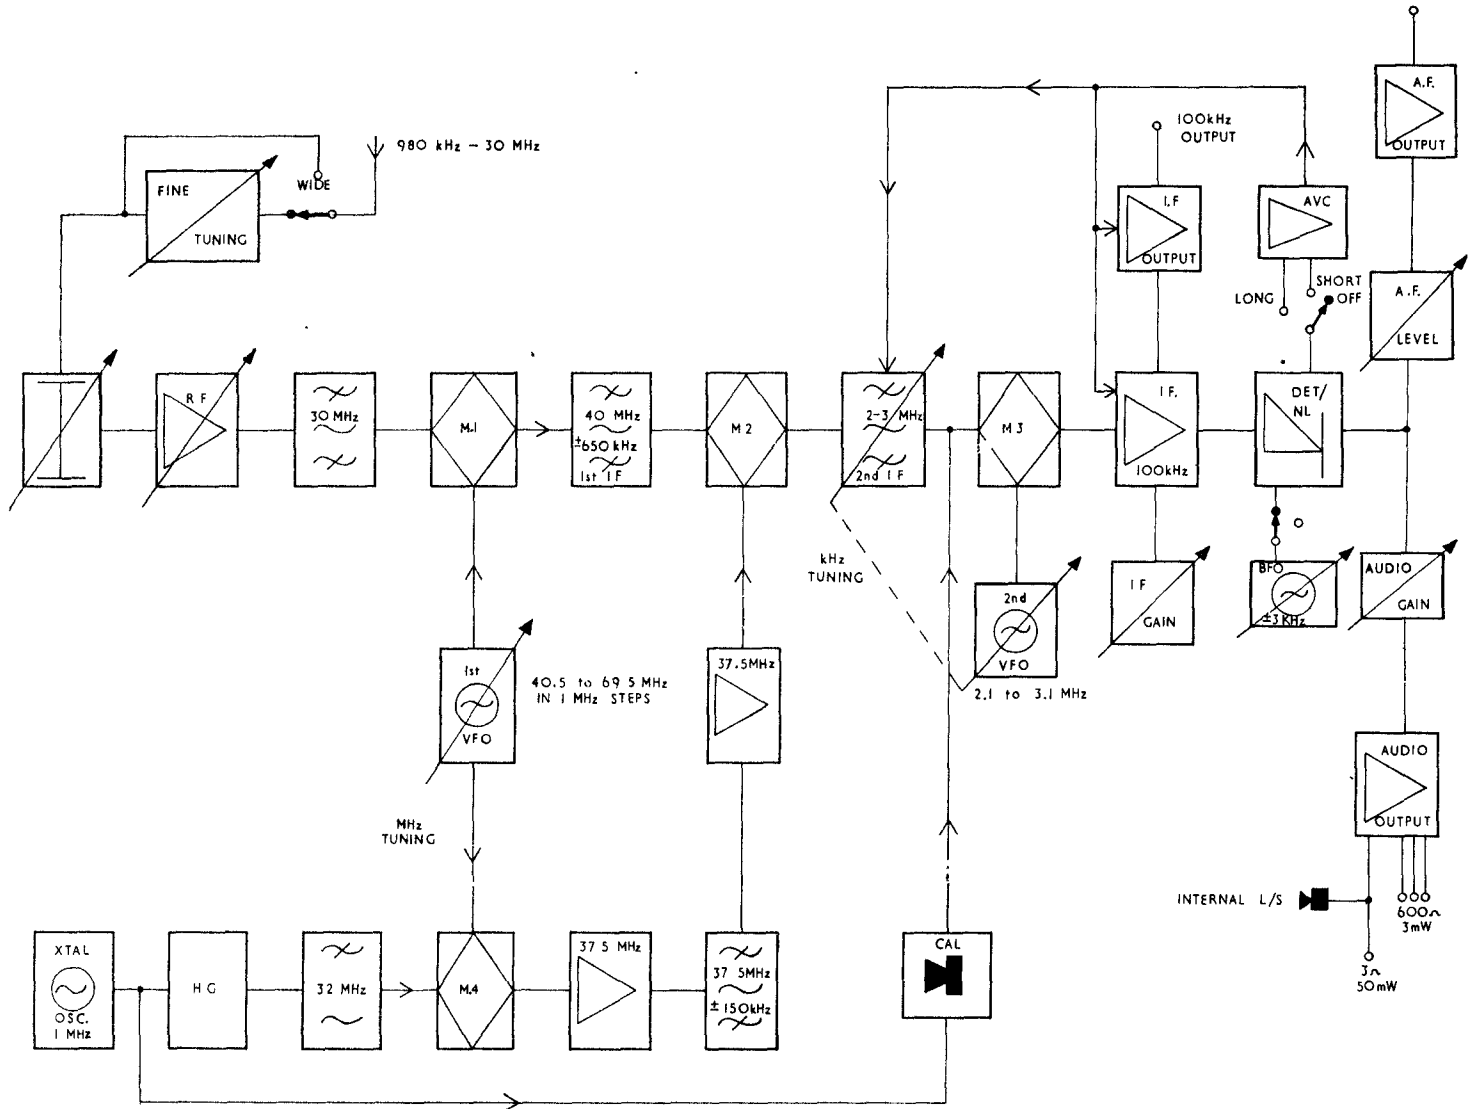 A.F.
OUTPUT
980 kHz – 30 MHz
100kHz
OUTPUT
WIDE
FINE
TUNING
I.F
OUTPUT
AVC
LONG
SHORT
OFF
A.F.
LEVEL
R F
30 MHz
M.1
40 MHz
±650 kHz
1st I F
M 2
2-3 MHz
2nd I F
M 3
I F.
100kHz
DET/
NL
kHz
TUNING
2nd
VFO
2.1 to 3.1 MHz
I F
GAIN
BFO
±3KHz
AUDIO
GAIN
1st
VFO
40.5 to 69 5 MHz
IN 1 MHz STEPS
37.5MHz
AUDIO
OUTPUT
MHz
TUNING
INTERNAL L/S
600Ω
3mW
3Ω
50mW
XTAL
OSC.
1 MHz
H G
32 MHz
M.4
37 5 MHz
37 5MHz
±150kHz
CAL